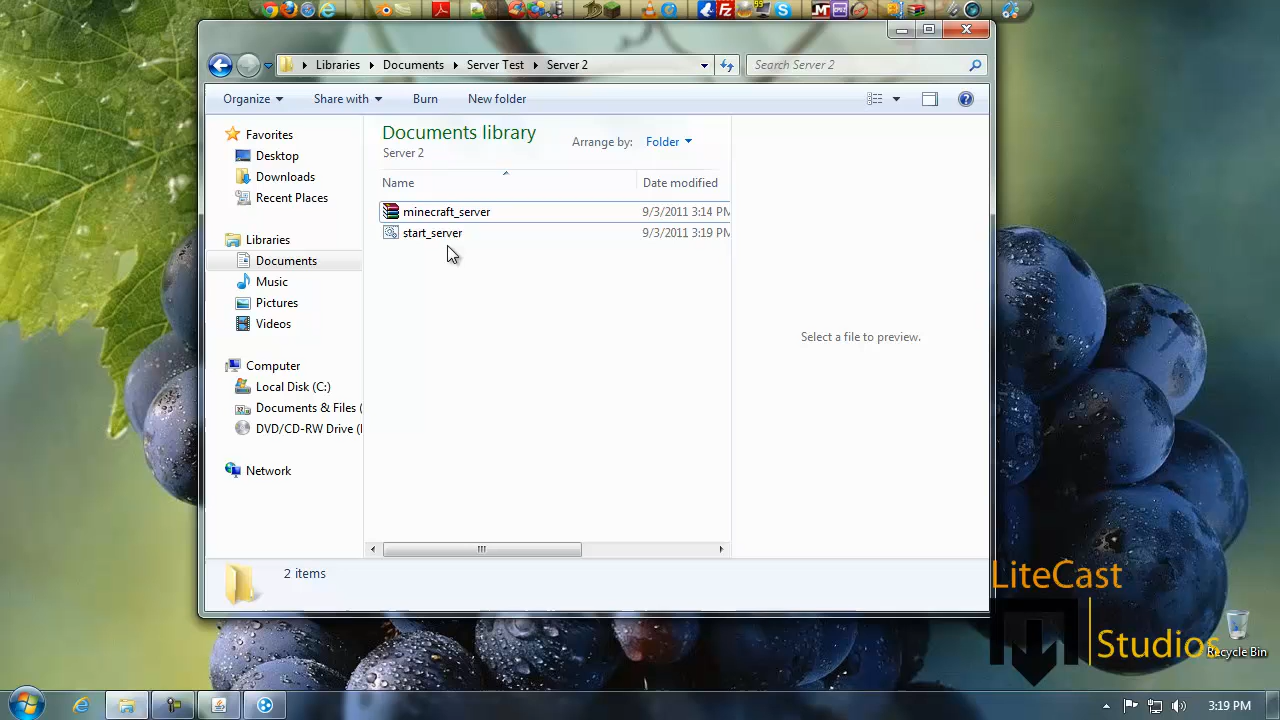 Libraries
Documents
Server Test
Server 2
Search Server 2
Organize
Share with
Burn
New folder
Favorites
Desktop
Downloads
Recent Places
Libraries
Documents
Music
Pictures
Videos
Computer
Local Disk (C:)
Documents & Files (
DVD/CD-RW Drive (
Network
Documents library
Server 2
Arrange by:
Folder
Name
Date modified
minecraft_server
9/3/2011 3:14 PM
start_server
9/3/2011 3:19 PM
Select a file to preview.
2 items
LiteCast
Studios
Recycle Bin
3:19 PM